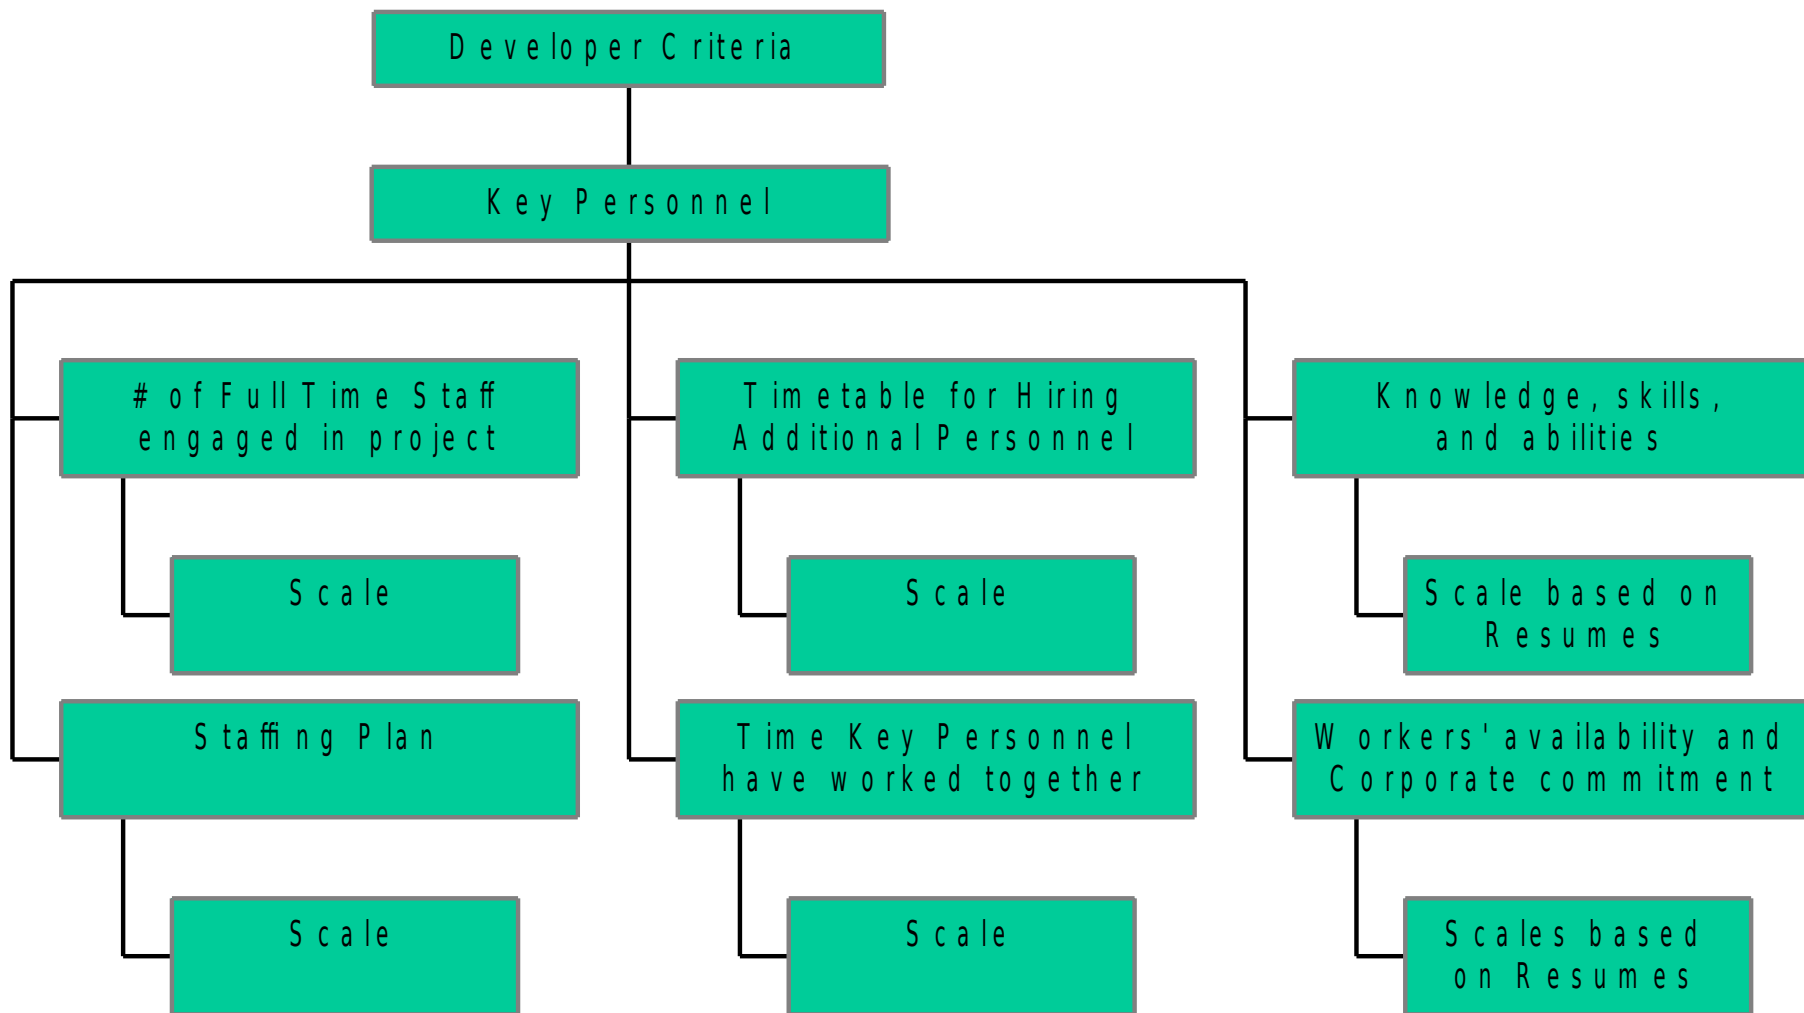 Developer Criteria
Key Personnel
# of Full Time Staff
engaged in project
Timetable for Hiring
Additional Personnel
Knowledge, skills,
and abilities
Scale
Scale
Scale based on
Resumes
Staffing Plan
Time Key Personnel
have worked together
Workers' availability and
Corporate commitment
Scale
Scale
Scales based
on Resumes